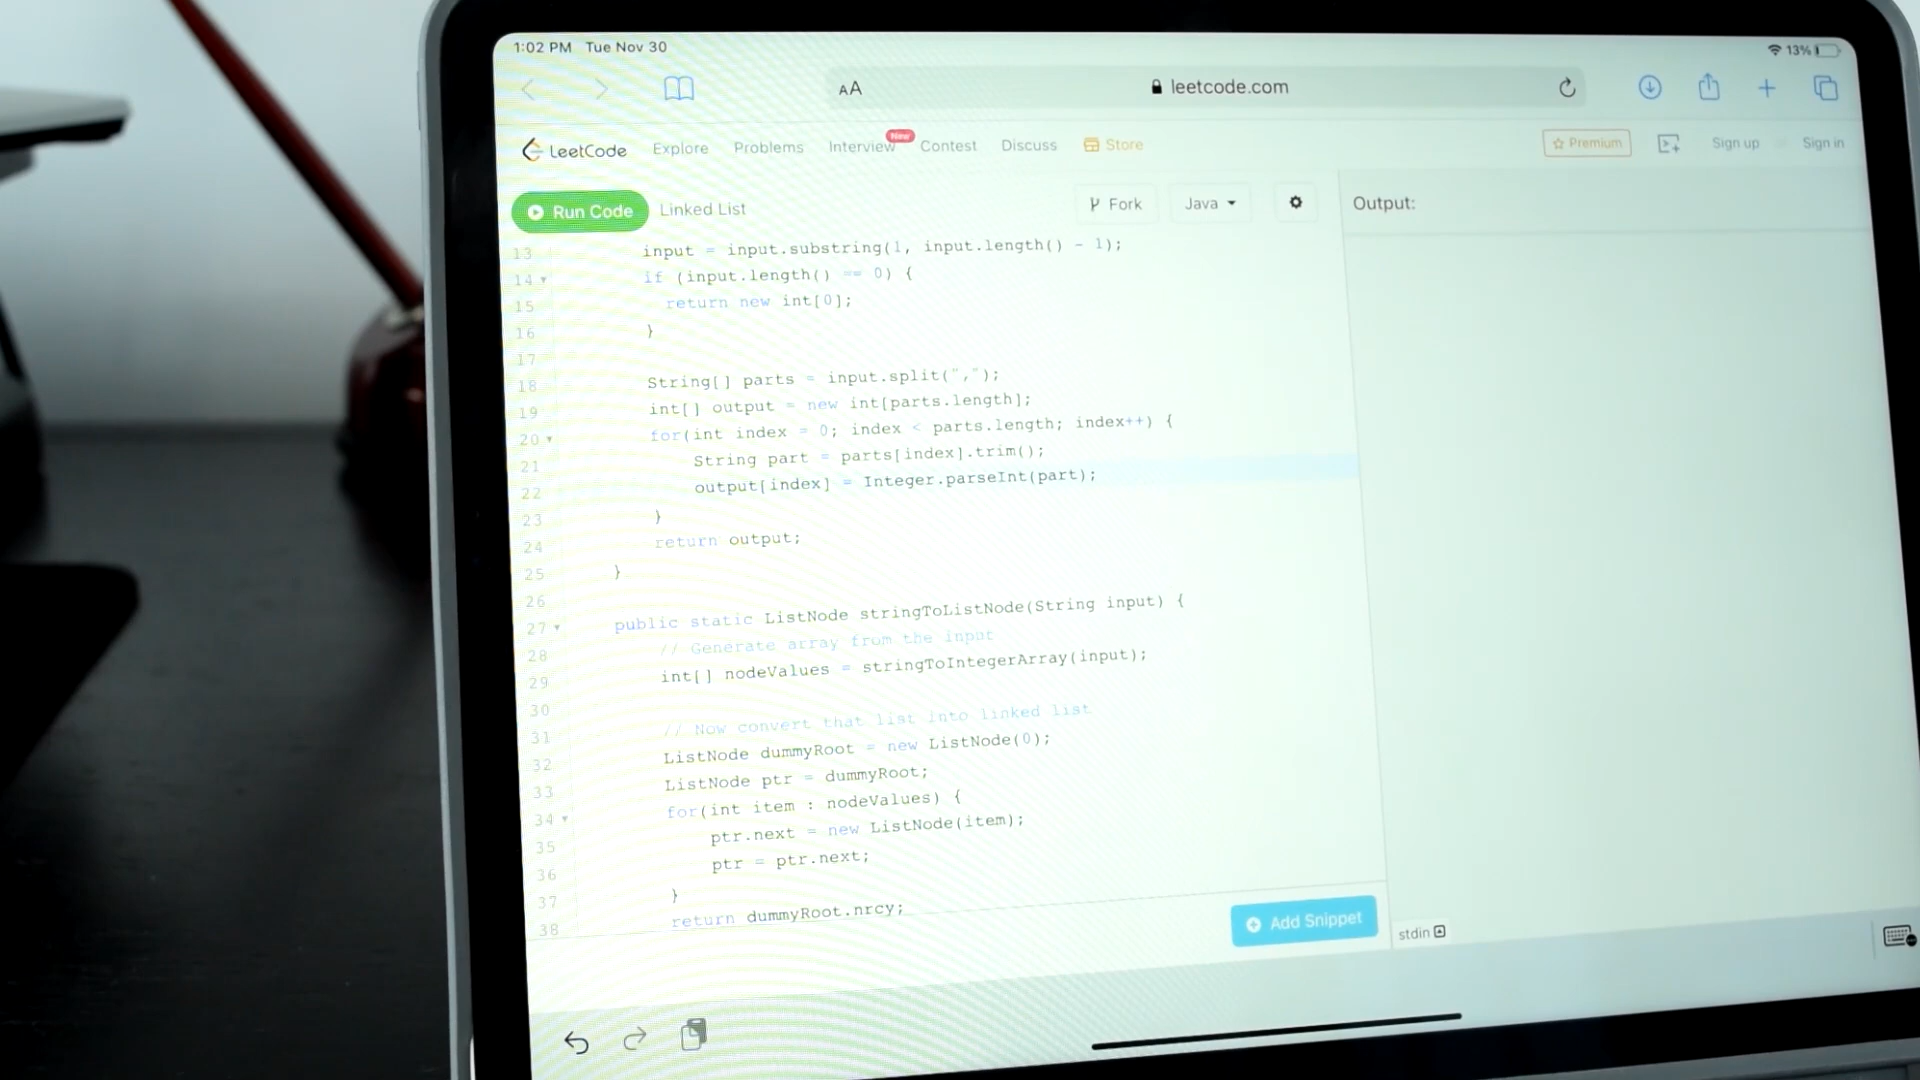 1:02 PM Tue Nov 30
13%
AA leetcode.com
LeetCode Explore Problems Interview New Contest Discuss Store Premium Sign up Sign in
Run Code Linked List Fork Java Output:
13 input = input.substring(1, input.length() - 1);
14 if (input.length() == 0) {
15 return new int[0];
16 }
17
18 String[] parts = input.split(",");
19 int[] output = new int[parts.length];
20 for(int index = 0; index < parts.length; index++) {
21 String part = parts[index].trim();
22 output[index] = Integer.parseInt(part);
23 }
24 return output;
25 }
26
27 public static ListNode stringToListNode(String input) {
28 // Generate array from the input
29 int[] nodeValues = stringToIntegerArray(input);
30
31 // Now convert that list into linked list
32 ListNode dummyRoot = new ListNode(0);
33 ListNode ptr = dummyRoot;
34 for(int item : nodeValues) {
35 ptr.next = new ListNode(item);
36 ptr = ptr.next;
37 }
38 return dummyRoot.nrcy;
Add Snippet
stdin